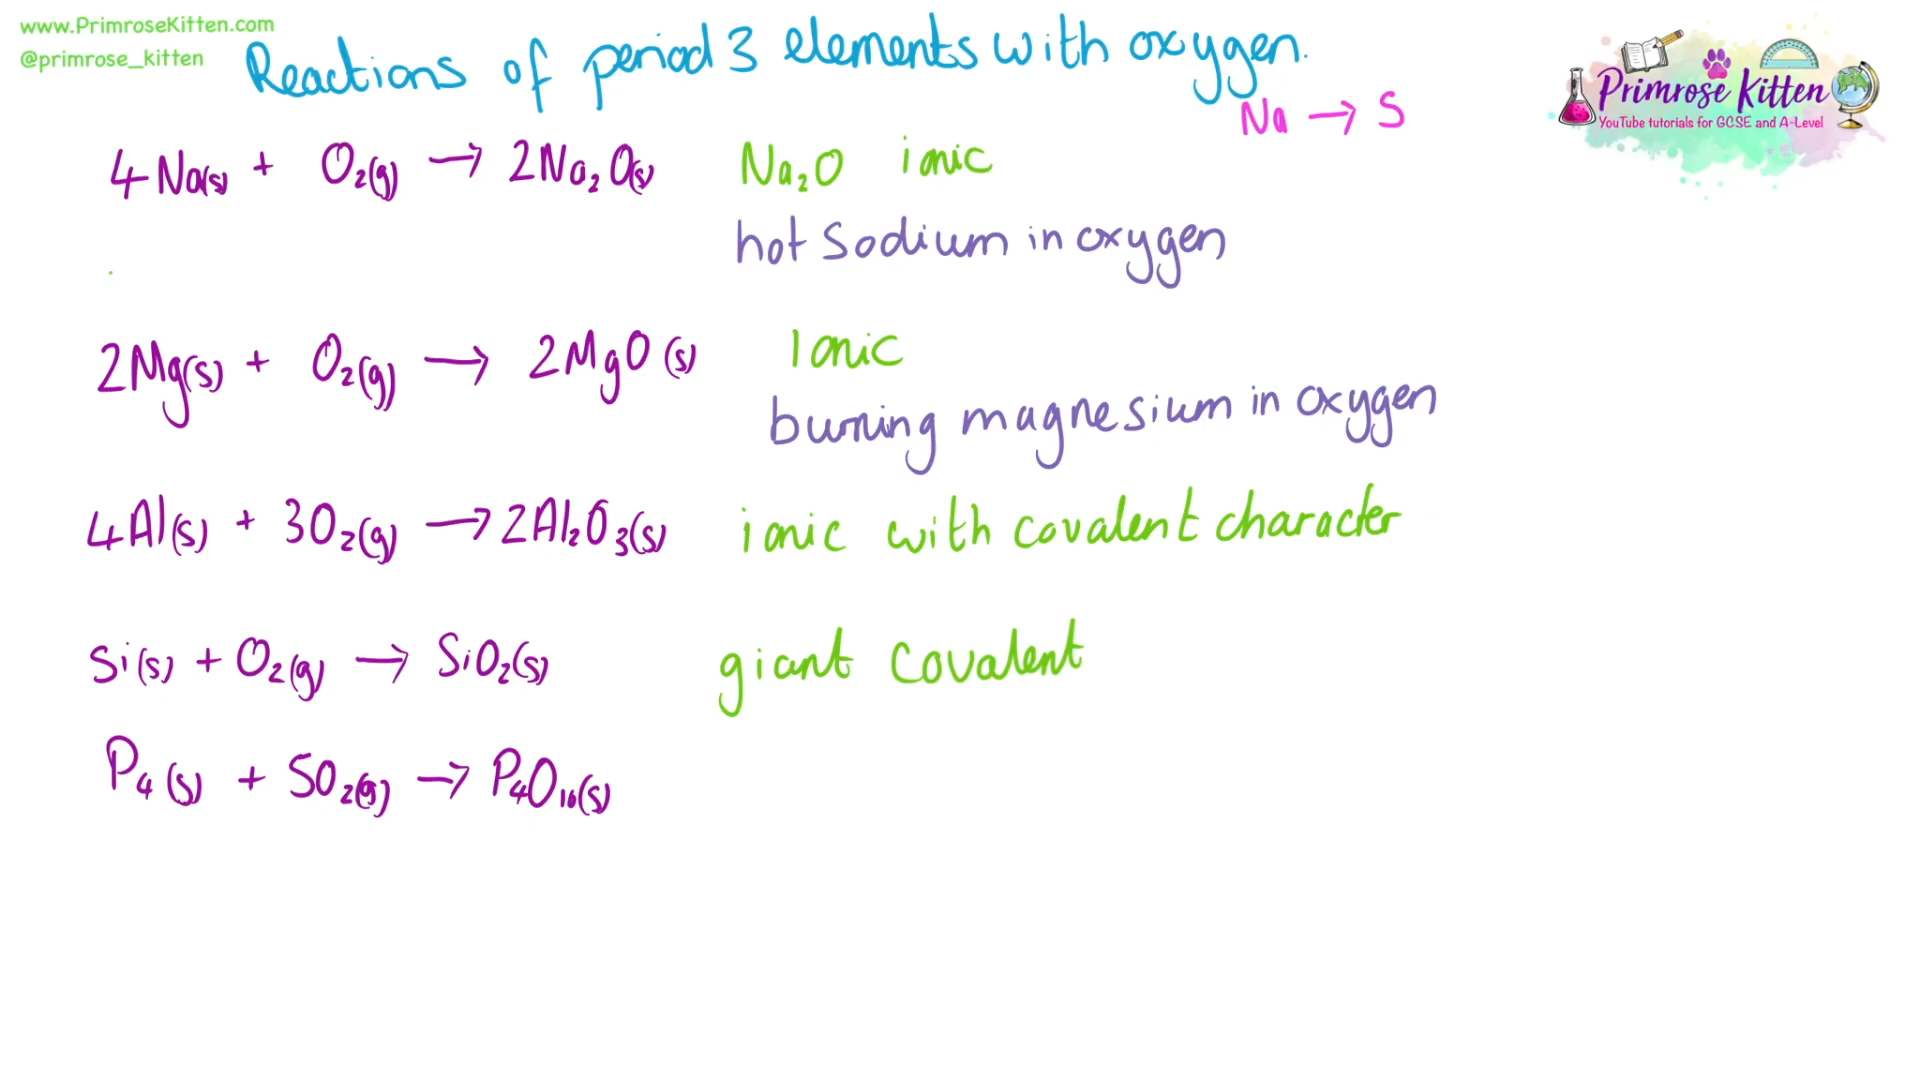 www.PrimroseKitten.com
@primrose_kitten
Reactions of period 3 elements with oxygen.
Na → S
Primrose Kitten
YouTube tutorials for GCSE and A-Level
4Na(s) + O₂(g) → 2Na₂O(s) Na₂O ionic
hot sodium in oxygen
2Mg(s) + O₂(g) → 2MgO(s) Ionic
burning magnesium in oxygen
4Al(s) + 3O₂(g) → 2Al₂O₃(s) ionic with covalent character
Si(s) + O₂(g) → SiO₂(s) giant covalent
P₄(s) + 5O₂(g) → P₄O₁₀(s)